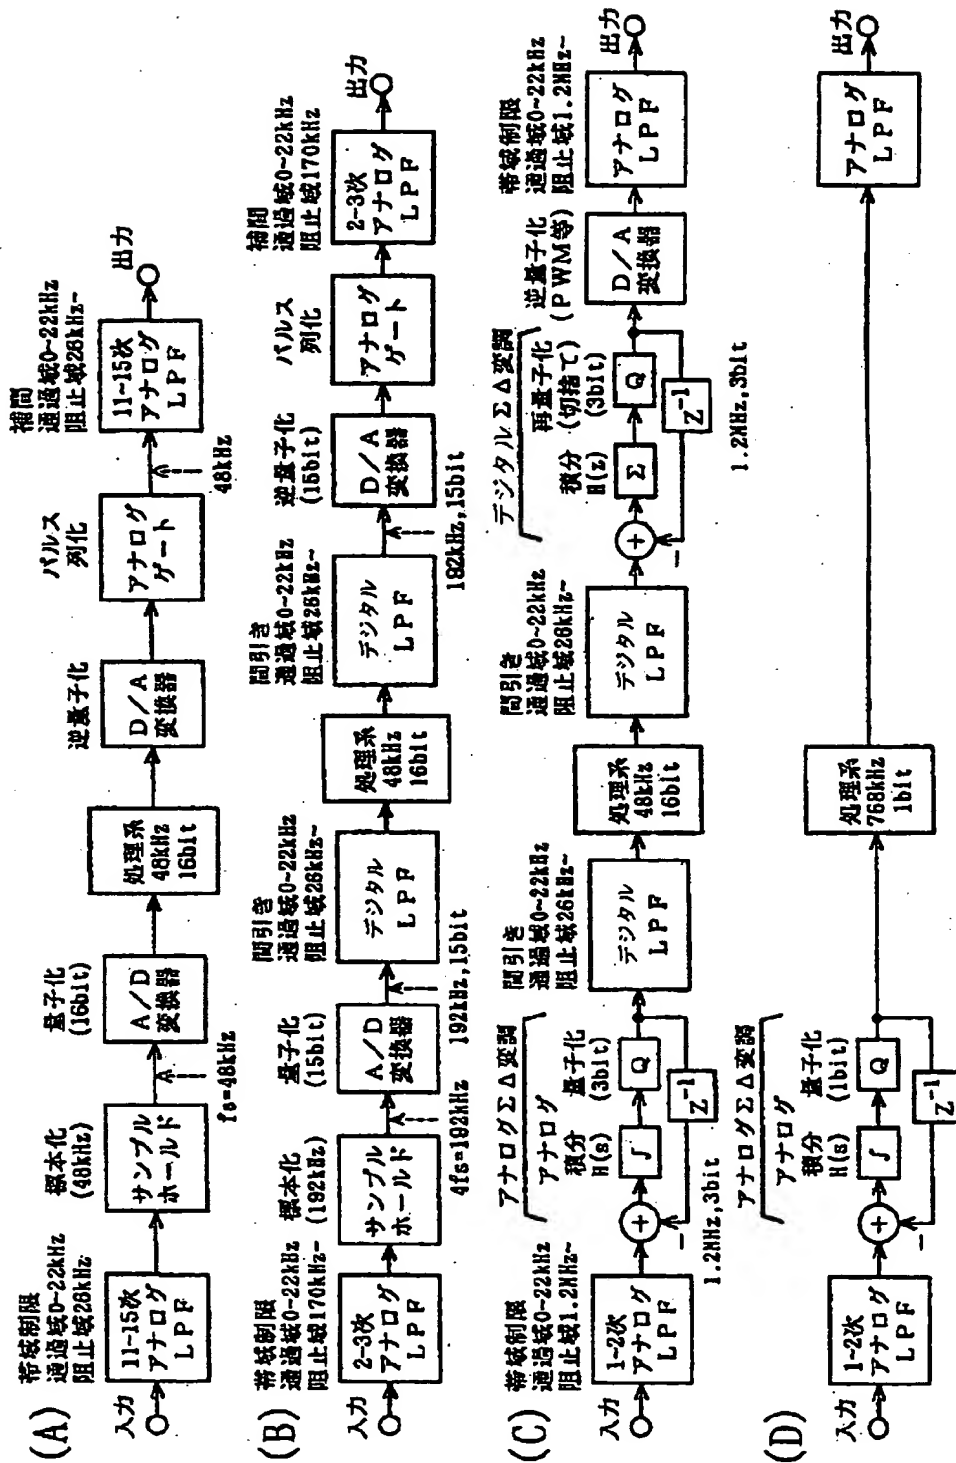 (A)
入力
帯域制限
通過域0~22kHz
阻止域26kHz~
11-15次
アナログ
LPF
標本化
(48kHz)
サンプル
ホールド
fs=48kHz
量子化
(16bit)
A/D
変換器
処理系
48kHz
16bit
逆量子化
D/A
変換器
パルス
列化
アナログ
ゲート
48kHz
補間
通過域0~22kHz
阻止域26kHz~
11~15次
アナログ
LPF
出力
(B)
入力
帯域制限
通過域0~22kHz
阻止域170kHz~
2-3次
アナログ
LPF
標本化
(192kHz)
サンプル
ホールド
4fs=192kHz
量子化
(15bit)
A/D
変換器
192kHz,15bit
間引き
通過域0~22kHz
阻止域26kHz~
デジタル
LPF
処理系
48kHz
16bit
間引き
通過域0~22kHz
阻止域26kHz~
デジタル
LPF
192kHz,15bit
逆量子化
(15bit)
D/A
変換器
パルス
列化
アナログ
ゲート
補間
通過域0~22kHz
阻止域170kHz
2-3次
アナログ
LPF
出力
(C)
入力
帯域制限
通過域0~22kHz
阻止域1.2MHz~
1-2次
アナログ
LPF
アナログΣΔ変調
アナログ
積分
H(s)
量子化
(3bit)
+
-
∫
Q
Z⁻¹
1.2MHz,3bit
間引き
通過域0~22kHz
阻止域26kHz~
デジタル
LPF
処理系
48kHz
16bit
間引き
通過域0~22kHz
阻止域26kHz~
デジタル
LPF
デジタルΣΔ変調
積分
H(z)
再量子化
(切捨て)
(3bit)
+
-
Σ
Q
Z⁻¹
1.2MHz,3bit
逆量子化
(PWM等)
D/A
変換器
帯域制限
通過域0~22kHz
阻止域1.2MHz~
アナログ
LPF
出力
(D)
入力
1-2次
アナログ
LPF
アナログΣΔ変調
アナログ
積分
H(s)
量子化
(1bit)
+
-
∫
Q
Z⁻¹
処理系
768kHz
1bit
アナログ
LPF
出力